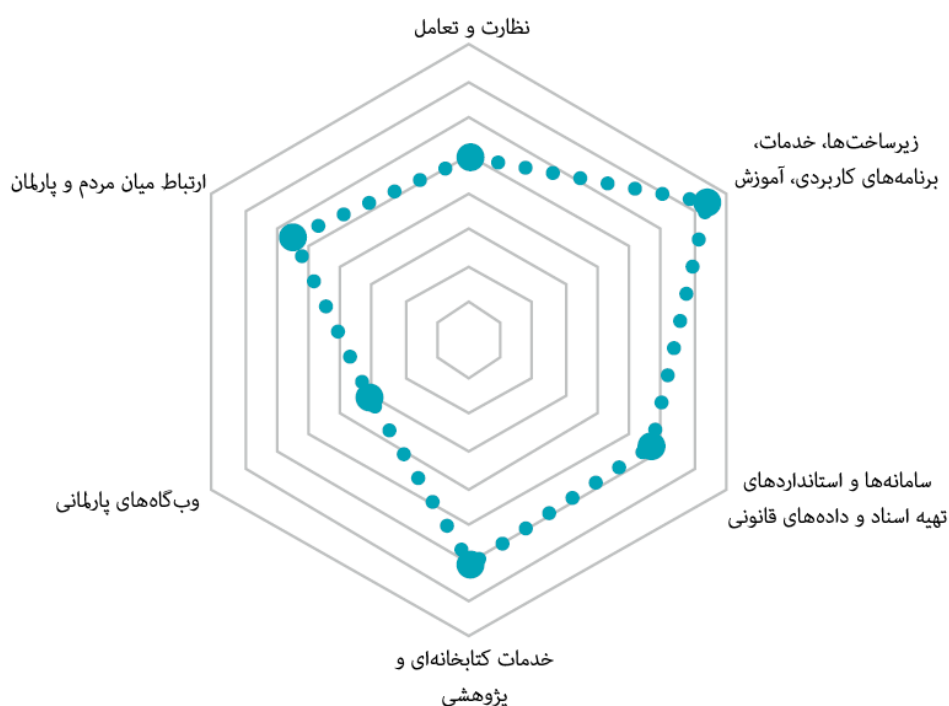 نظارت و تعامل
زیرساخت‌ها، خدمات،
برنامه‌های کاربردی، آموزش
ارتباط میان مردم و پارلمان
سامانه‌ها و استانداردهای
تهیه اسناد و داده‌های قانونی
وب‌گاه‌های پارلمانی
خدمات کتابخانه‌ای و
پژوهشی